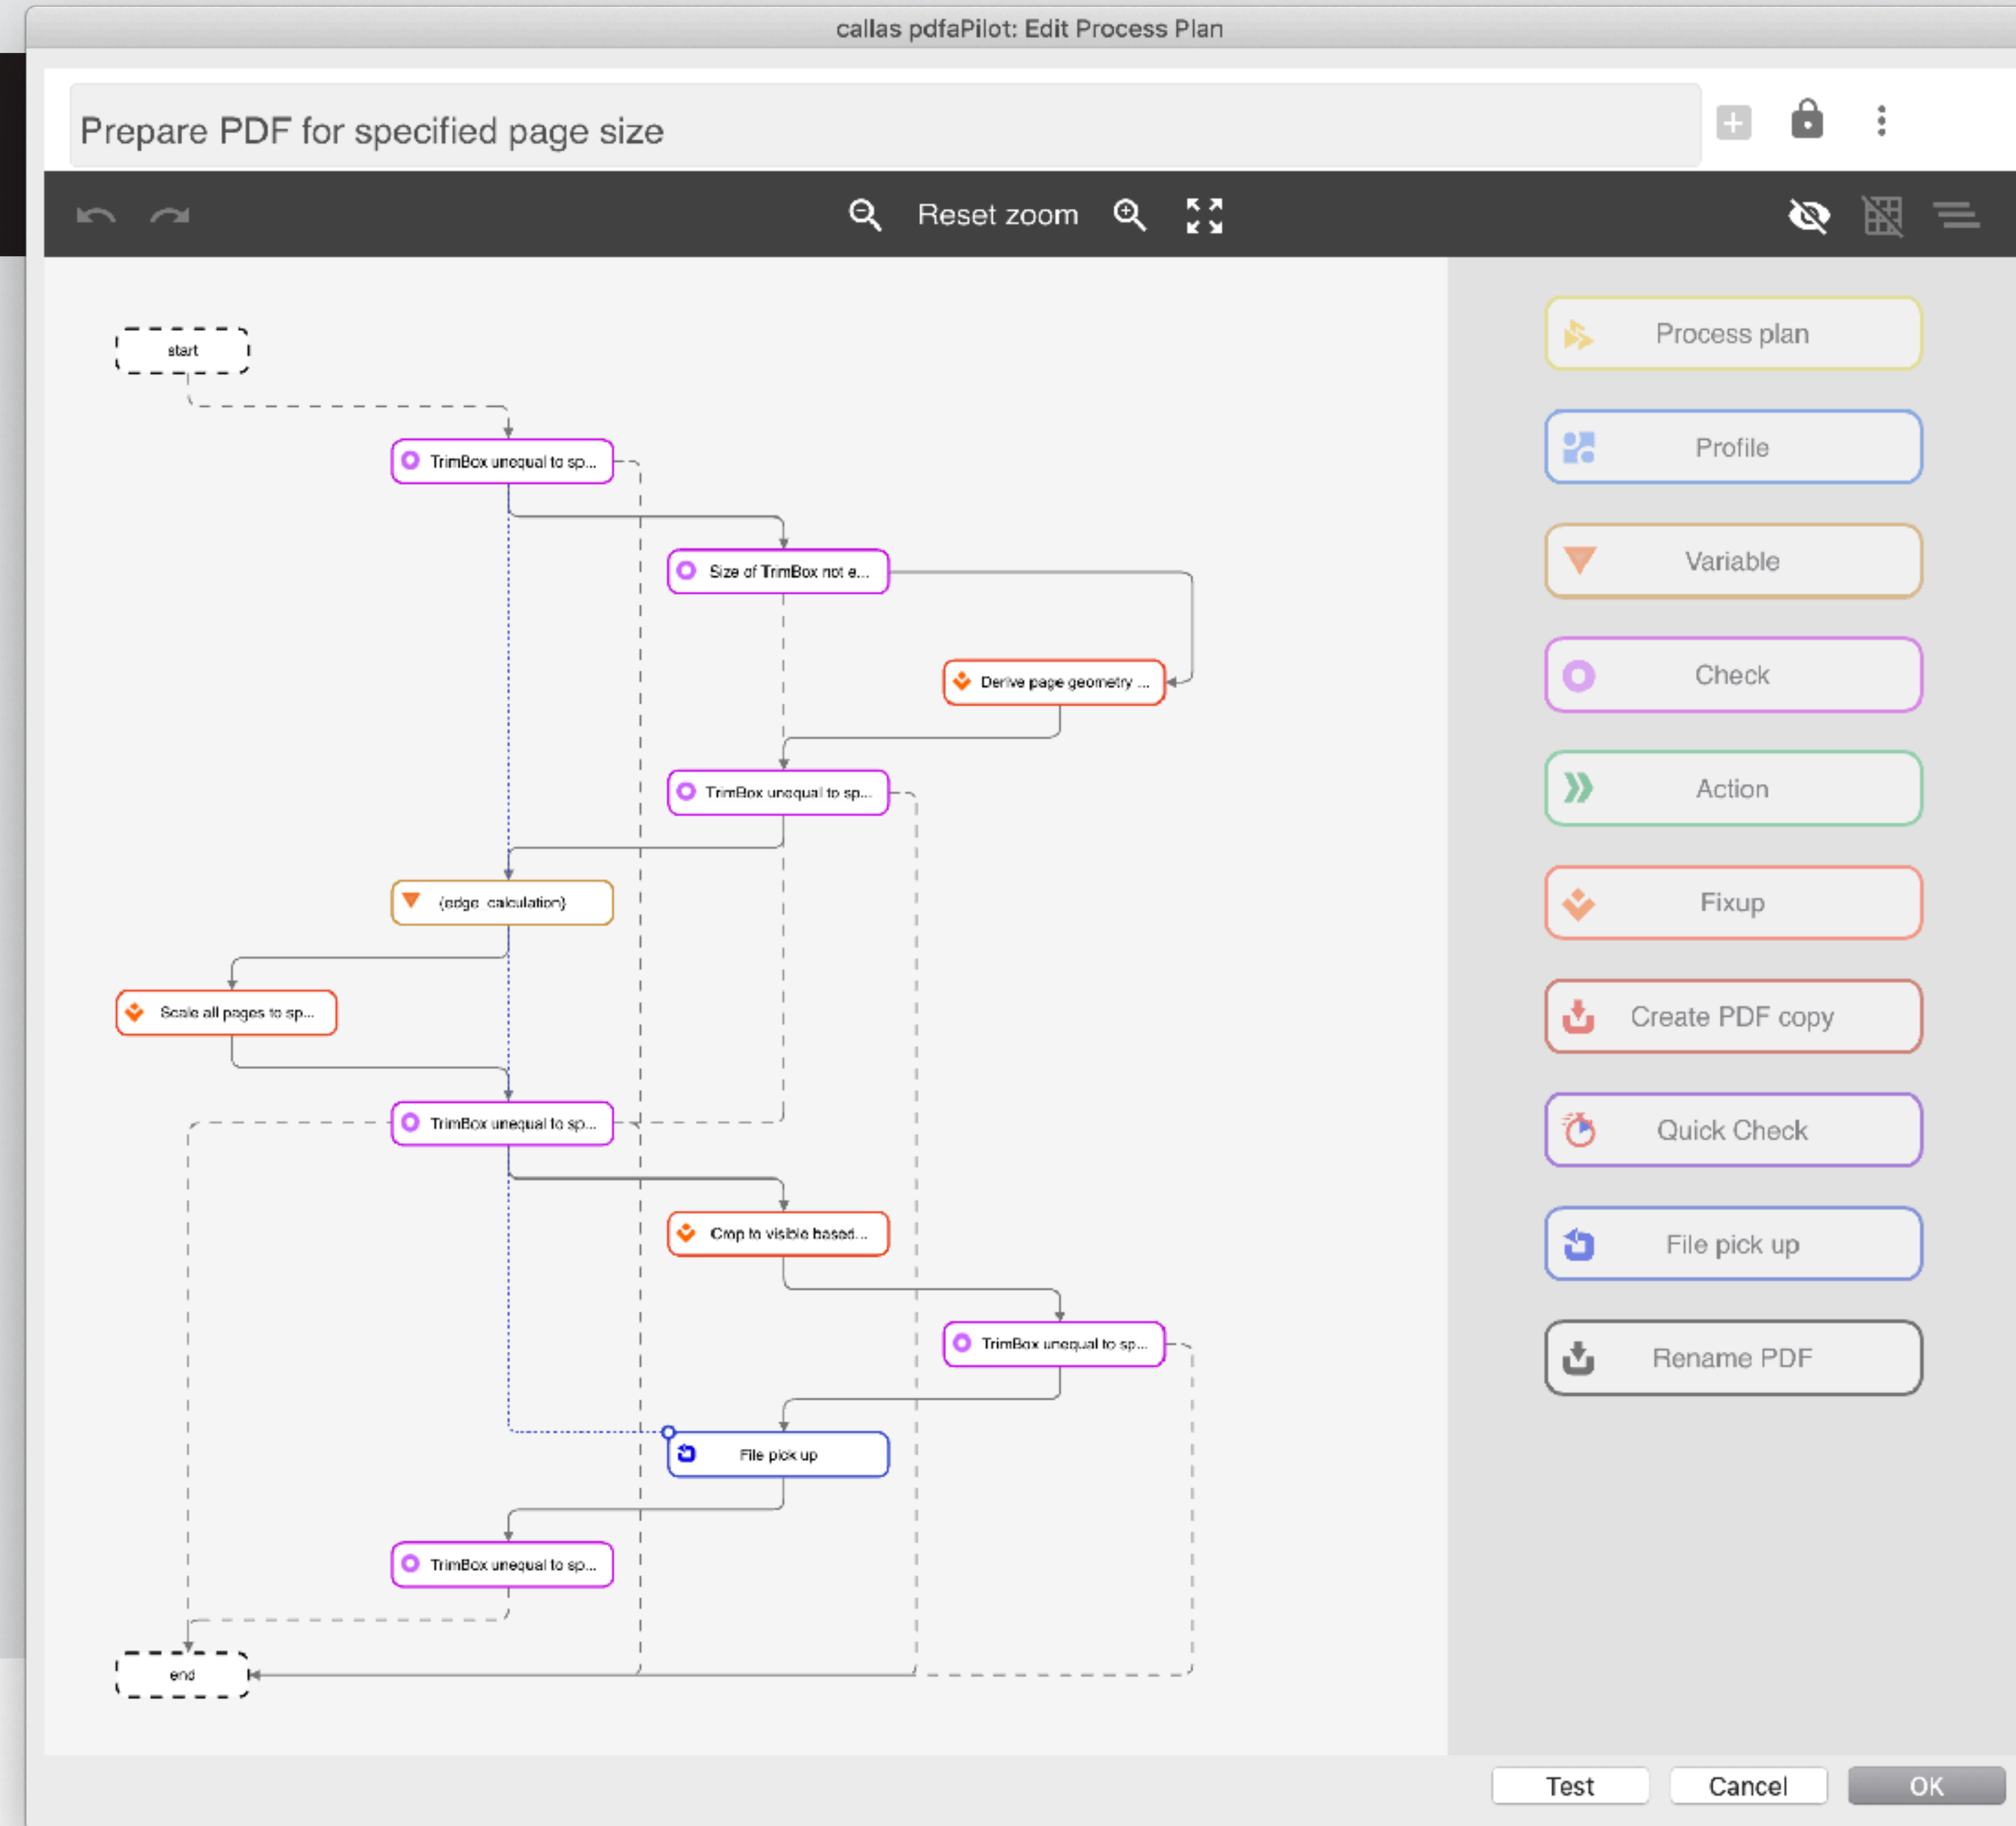 callas pdfaPilot: Edit Process Plan
Prepare PDF for specified page size
Reset zoom
start
TrimBox unequal to sp...
Size of TrimBox not e...
Derive page geometry ...
TrimBox unequal to sp...
{edge_calculation}
Scale all pages to sp...
TrimBox unequal to sp...
Crop to visible based...
TrimBox unequal to sp...
File pick up
TrimBox unequal to sp...
end
Process plan
Profile
Variable
Check
Action
Fixup
Create PDF copy
Quick Check
File pick up
Rename PDF
Test
Cancel
OK